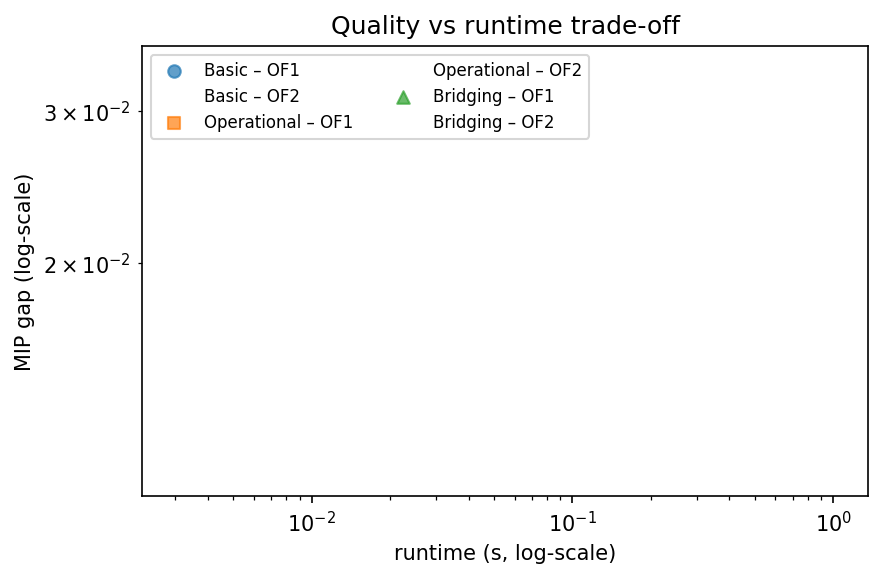 Quality vs runtime trade-off
Basic – OF1
Basic – OF2
Operational – OF1
Operational – OF2
Bridging – OF1
Bridging – OF2
3 × 10⁻²
2 × 10⁻²
MIP gap (log-scale)
10⁻² 10⁻¹ 10⁰
runtime (s, log-scale)